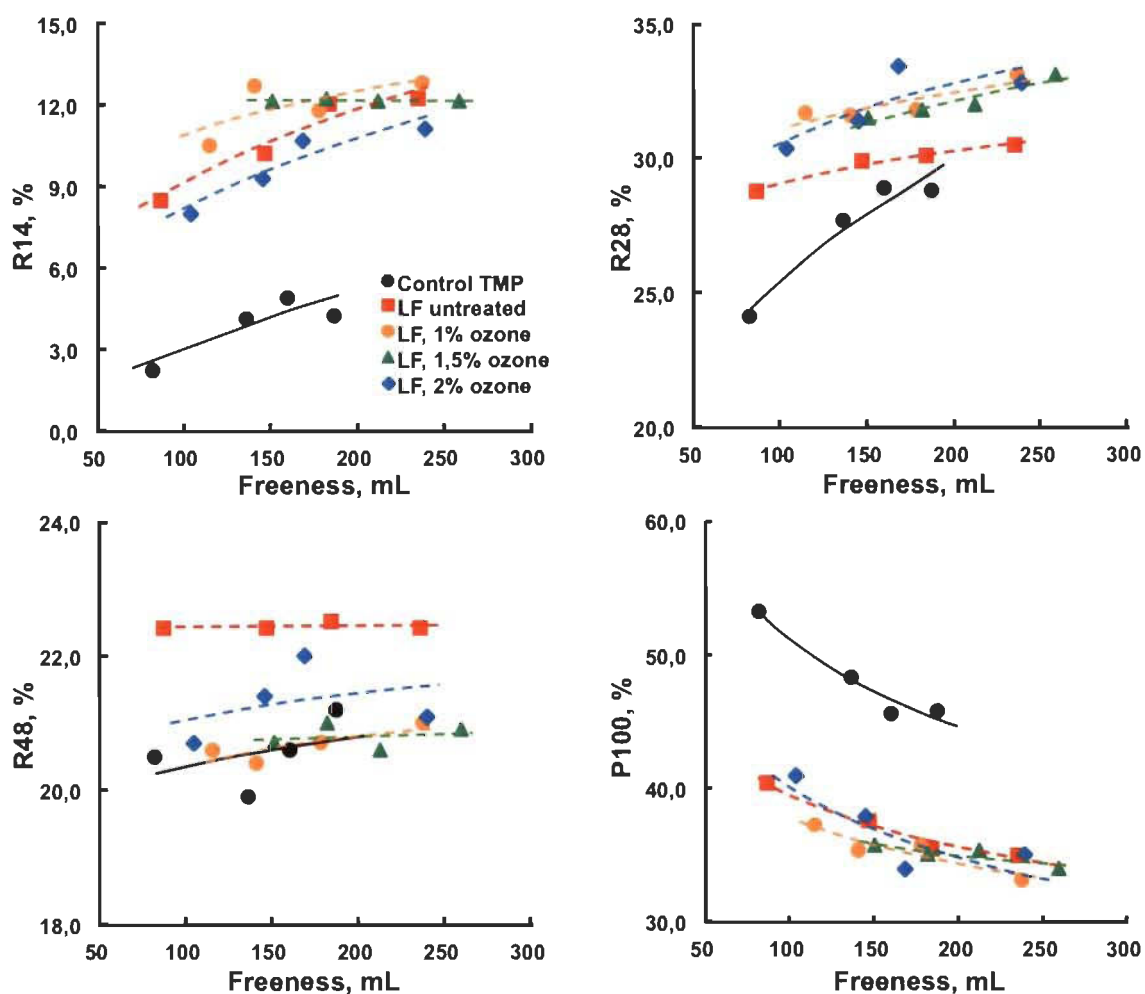 R14, %
15,0
12,0
9,0
6,0
3,0
0,0
Control TMP
LF untreated
LF, 1% ozone
LF, 1,5% ozone
LF, 2% ozone
50 100 150 200 250 300
Freeness, mL
R28, %
35,0
30,0
25,0
20,0
50 100 150 200 250 300
Freeness, mL
R48, %
24,0
22,0
20,0
18,0
50 100 150 200 250 300
Freeness, mL
P100, %
60,0
50,0
40,0
30,0
50 100 150 200 250 300
Freeness, mL